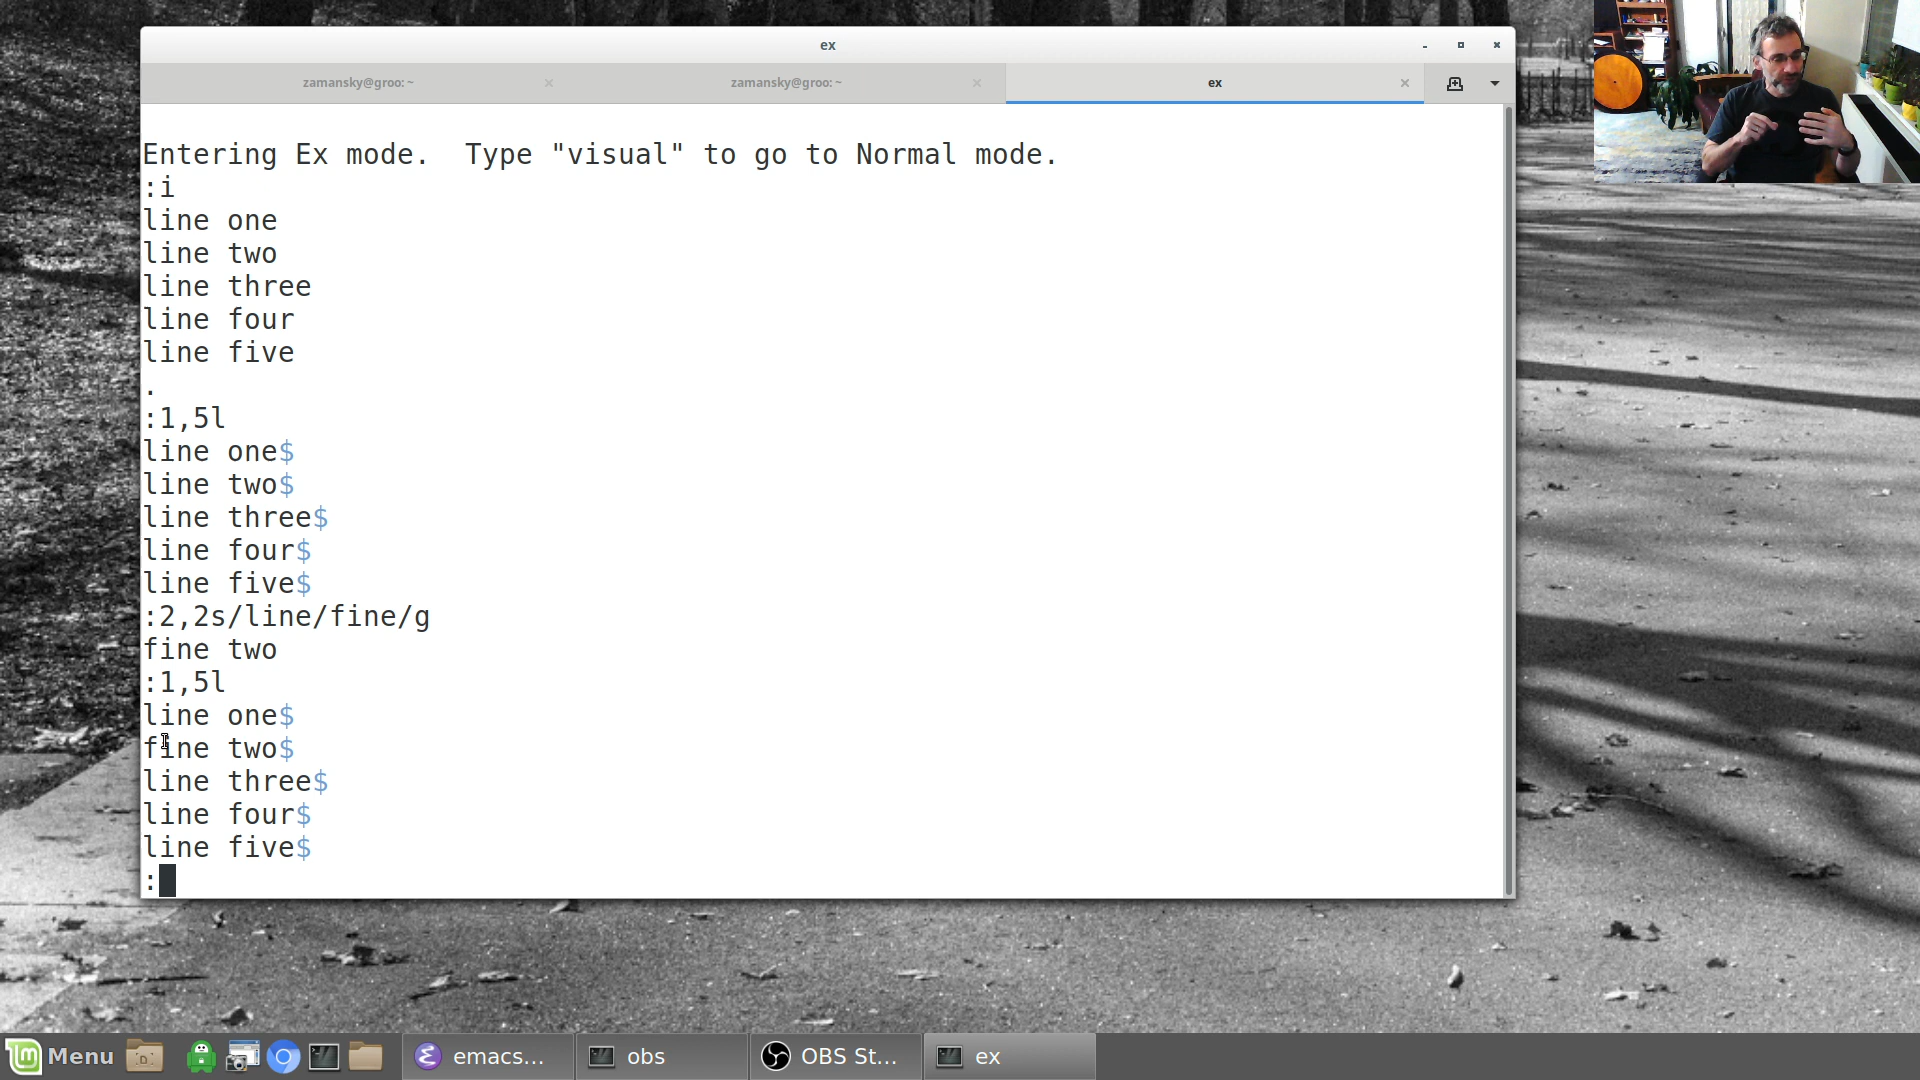 ex
zamansky@groo: ~
zamansky@groo: ~
ex
Entering Ex mode.  Type "visual" to go to Normal mode.
:i
line one
line two
line three
line four
line five
.
:1,5l
line one$
line two$
line three$
line four$
line five$
:2,2s/line/fine/g
fine two
:1,5l
line one$
fine two$
line three$
line four$
line five$
:
Menu
emacs...
obs
OBS St...
ex